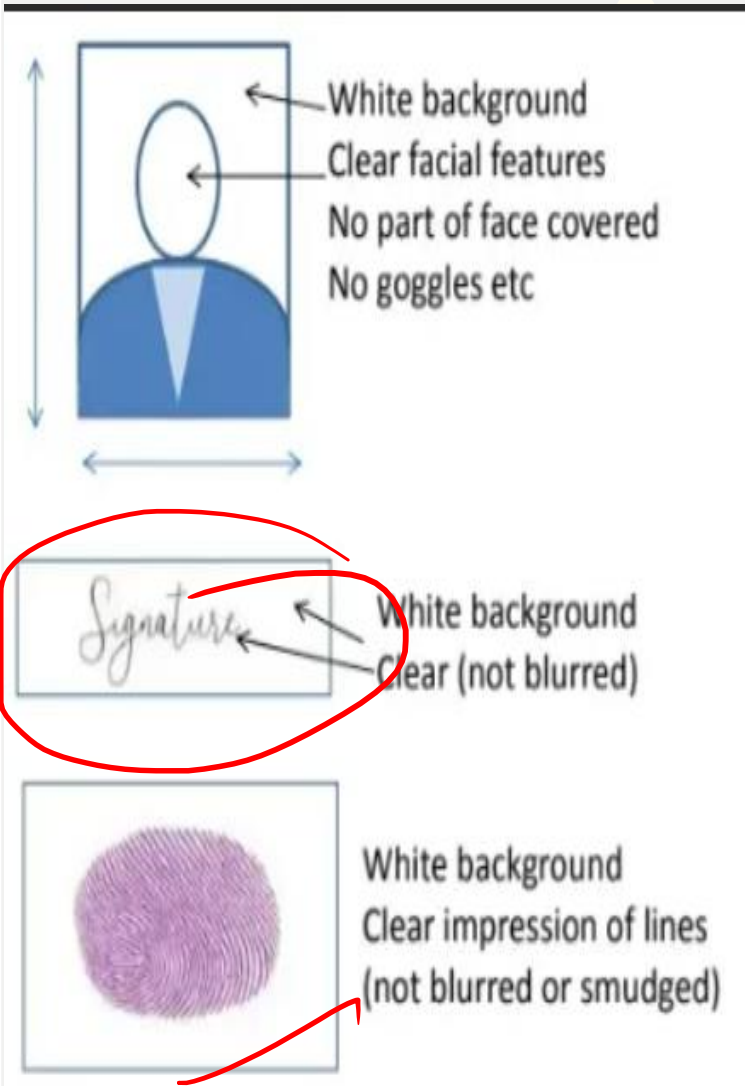 White background
Clear facial features
No part of face covered
No goggles etc
Signature
White background
Clear (not blurred)
White background
Clear impression of lines
(not blurred or smudged)